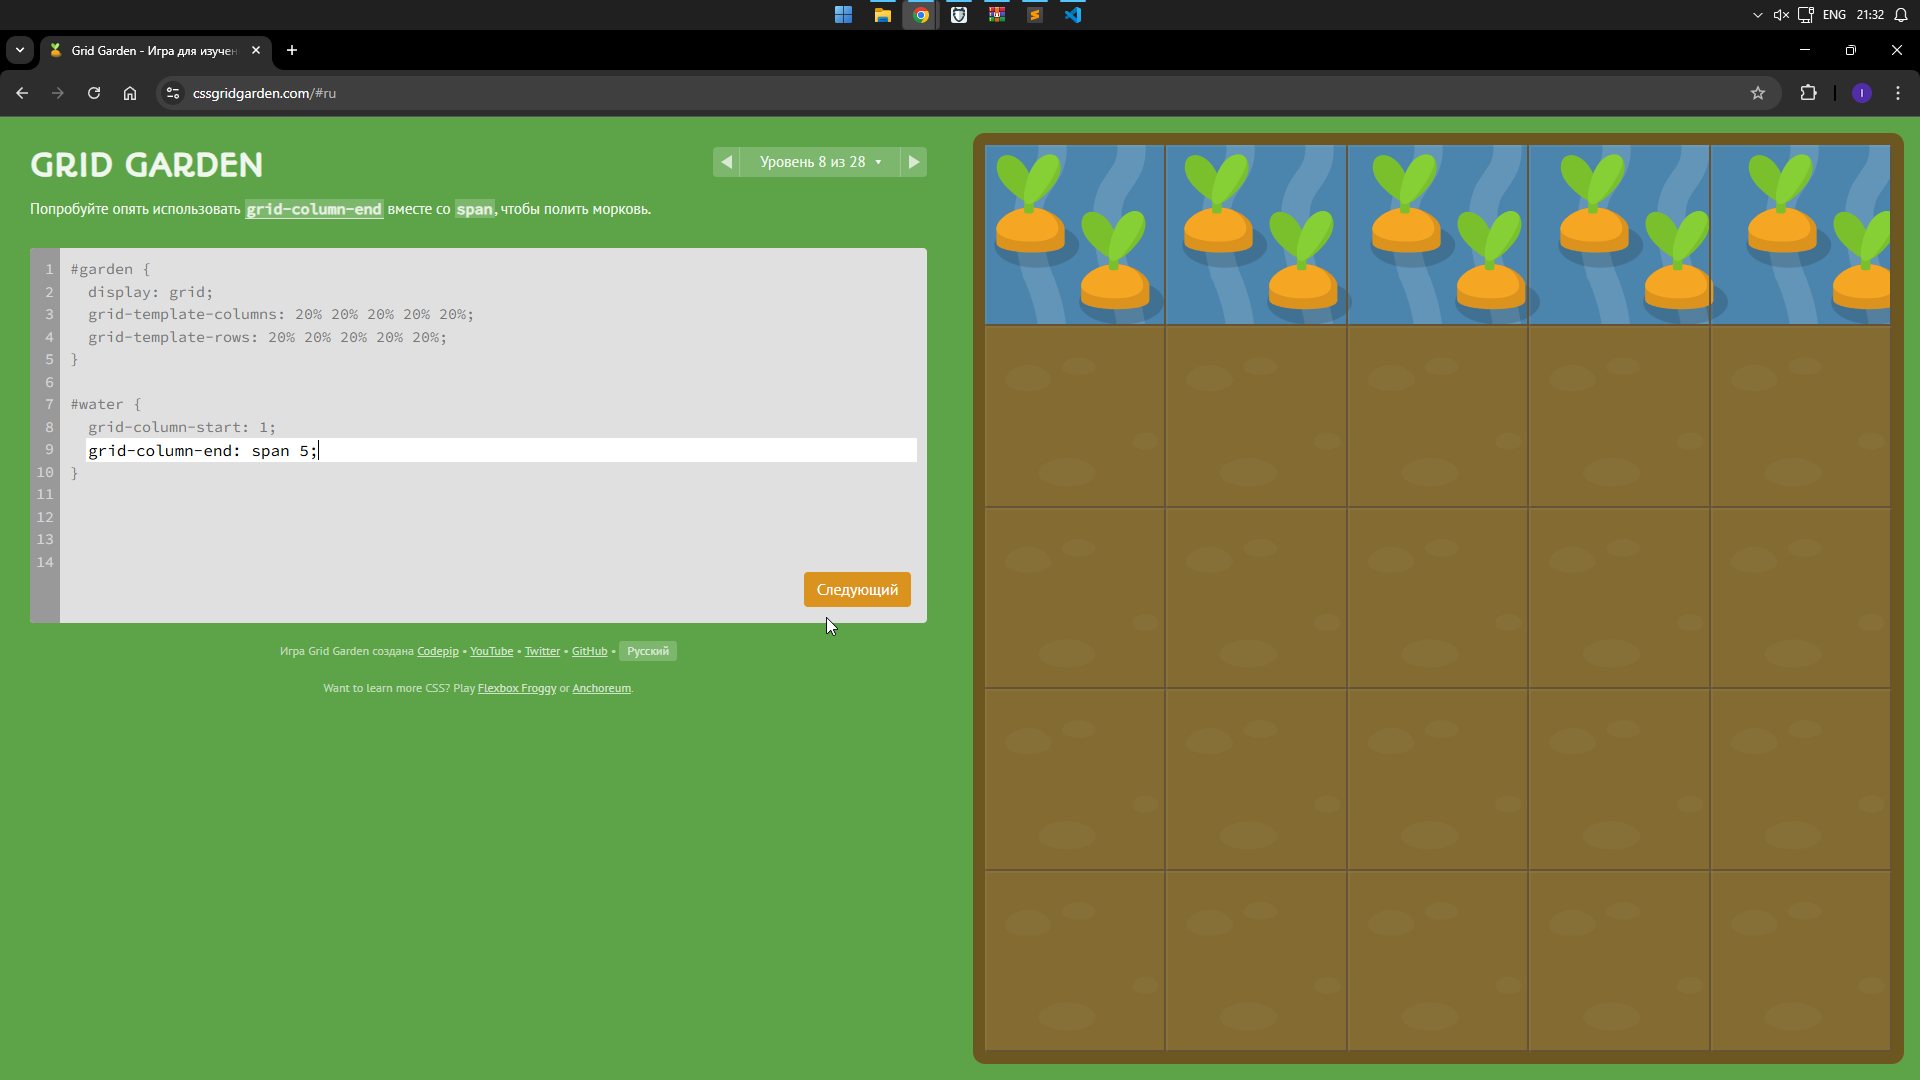 ENG 21:32
Grid Garden - Игра для изучен
cssgridgarden.com/#ru
I
GRID GARDEN
Уровень 8 из 28
Попробуйте опять использовать grid-column-end вместе со span, чтобы полить морковь.
1 #garden {
2 display: grid;
3 grid-template-columns: 20% 20% 20% 20% 20%;
4 grid-template-rows: 20% 20% 20% 20% 20%;
5 }
6
7 #water {
8 grid-column-start: 1;
9 grid-column-end: span 5;
10 }
11
12
13
14
Следующий
Игра Grid Garden создана Codepip • YouTube • Twitter • GitHub • Русский
Want to learn more CSS? Play Flexbox Froggy or Anchoreum.